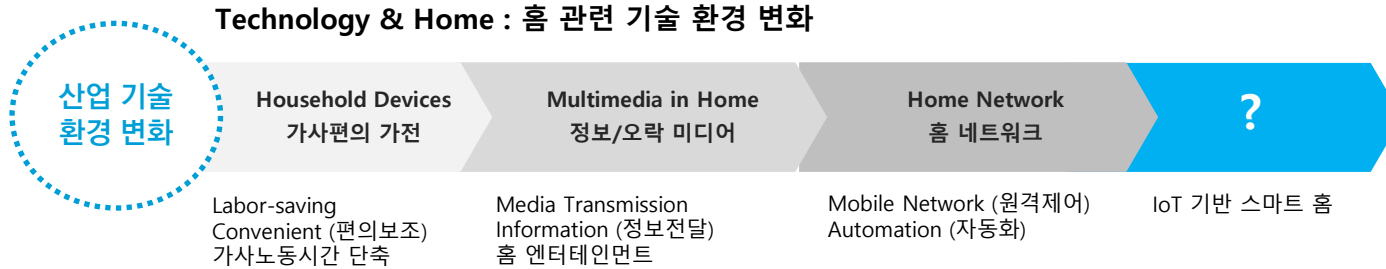 Technology & Home : 홈 관련 기술 환경 변화
산업 기술
환경 변화
Household Devices
가사편의 가전
Multimedia in Home
정보/오락 미디어
Home Network
홈 네트워크
?
Labor-saving
Convenient (편의보조)
가사노동시간 단축
Media Transmission
Information (정보전달)
홈 엔터테인먼트
Mobile Network (원격제어)
Automation (자동화)
IoT 기반 스마트 홈